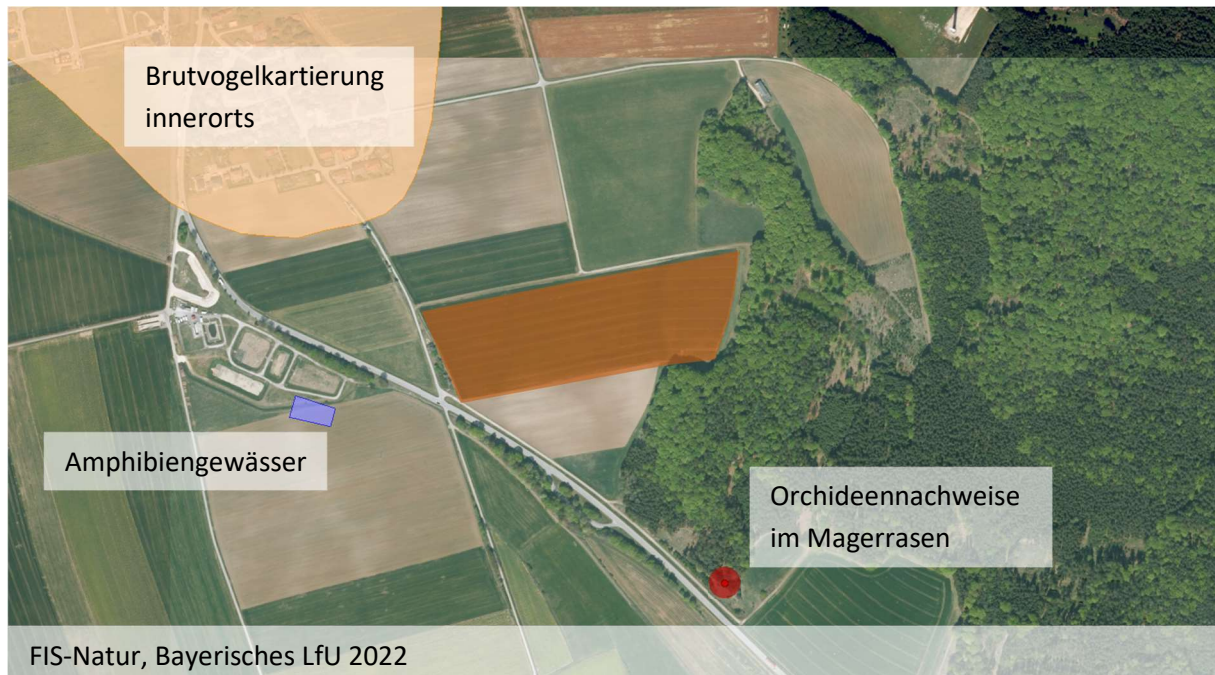 Brutvogelkartierung
innerorts
Amphibiengewässer
Orchideennachweise
im Magerrasen
FIS-Natur, Bayerisches LfU 2022